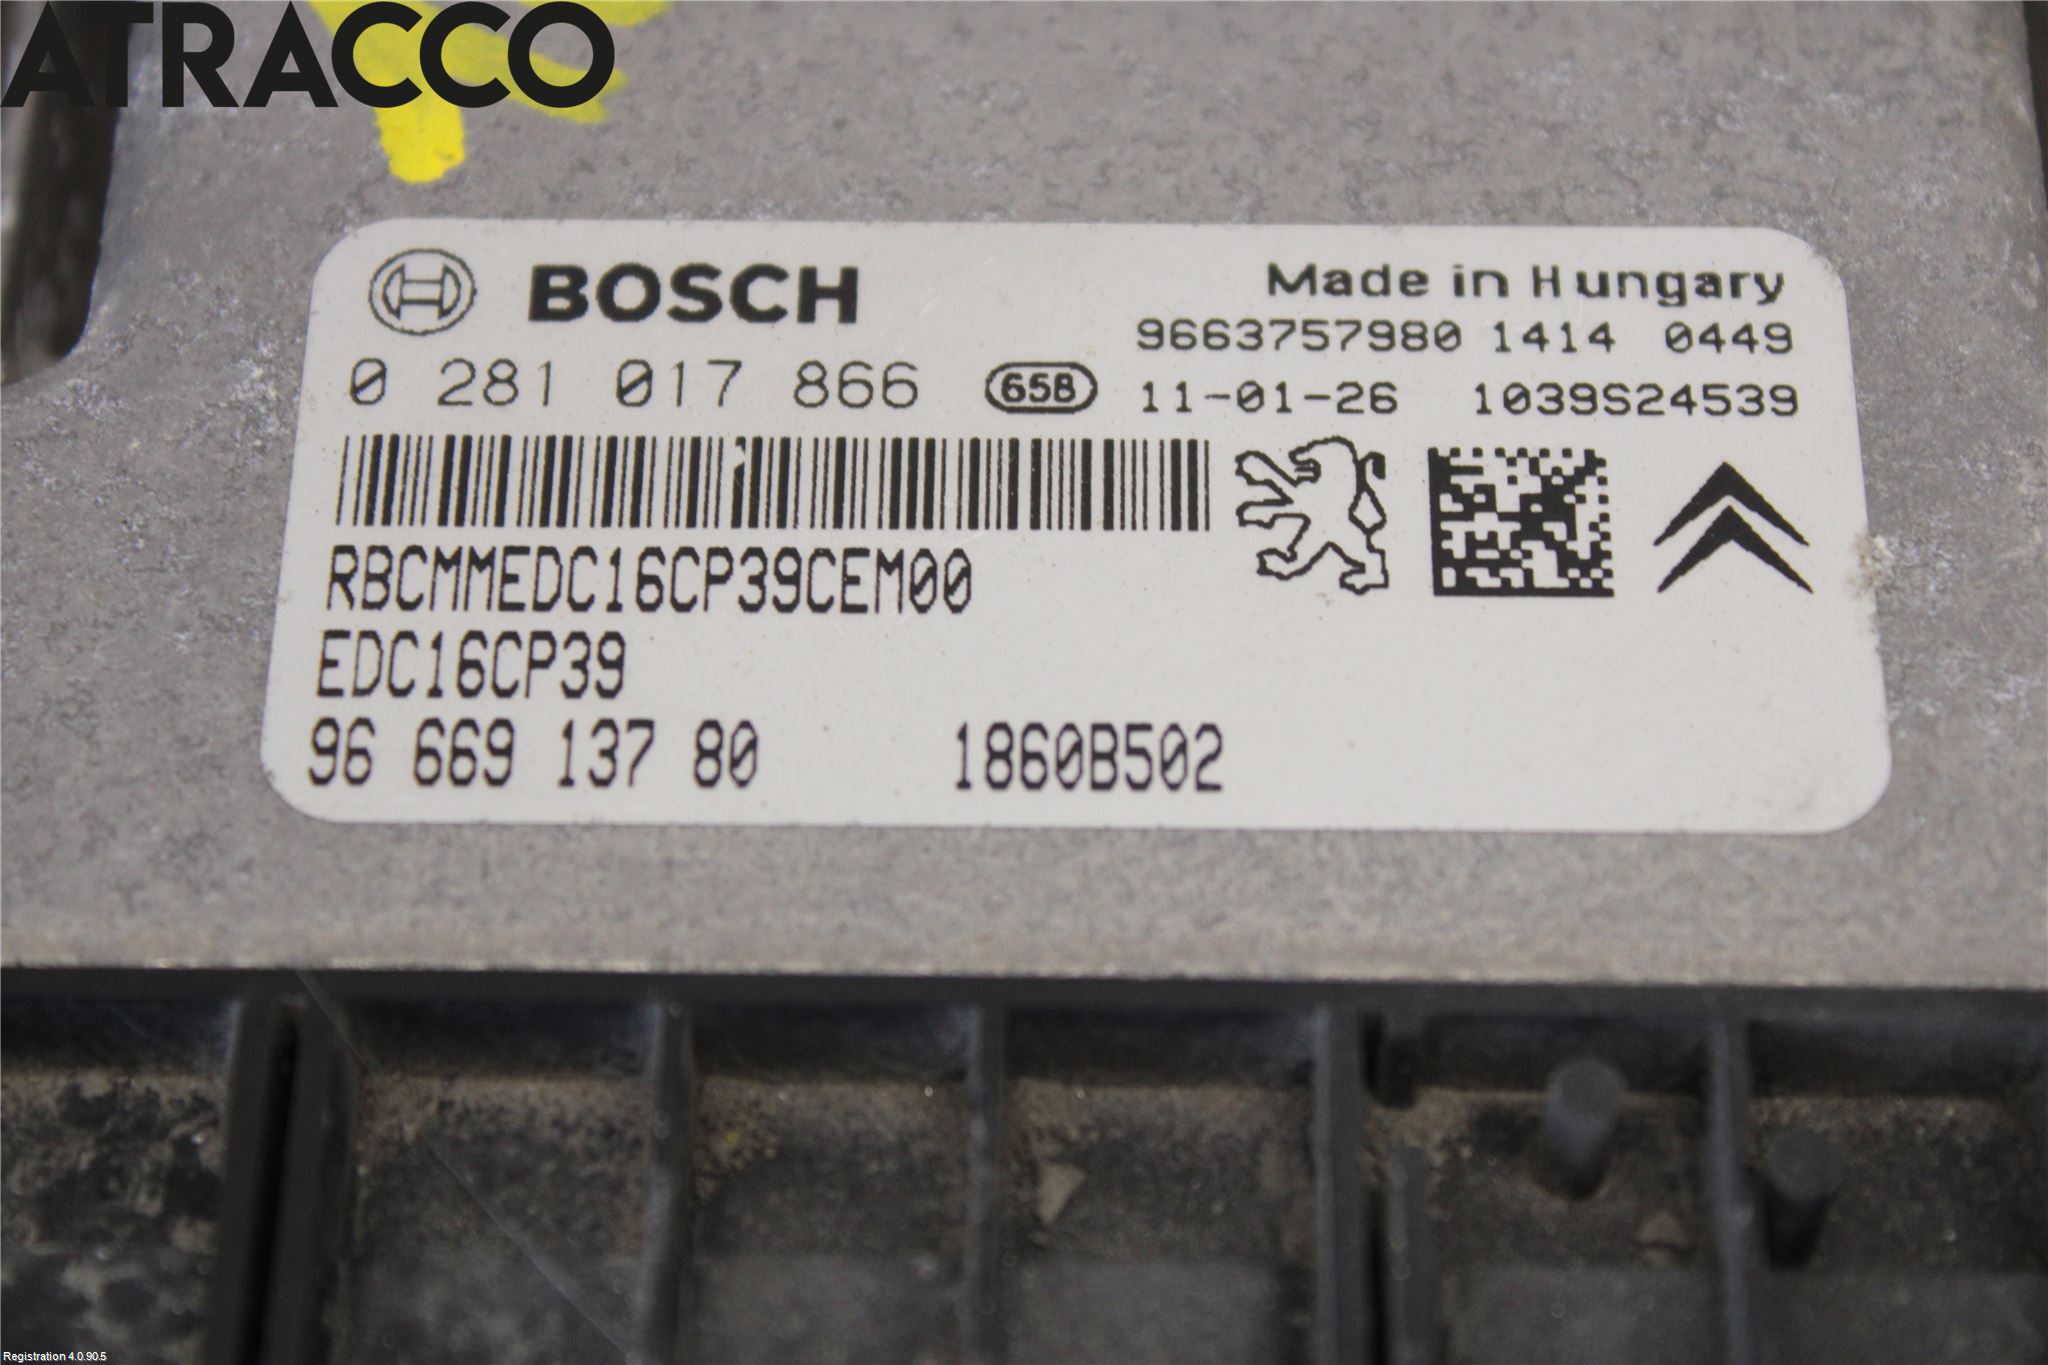 ATRACCO
BOSCH
Made in Hungary
9663757980 1414 0449
0 281 017 866 65B
11-01-26 1039S24539
RBCMMEDC16CP39CEM00
EDC16CP39
96 669 137 80 1860B502
Registration 4.0.90.5